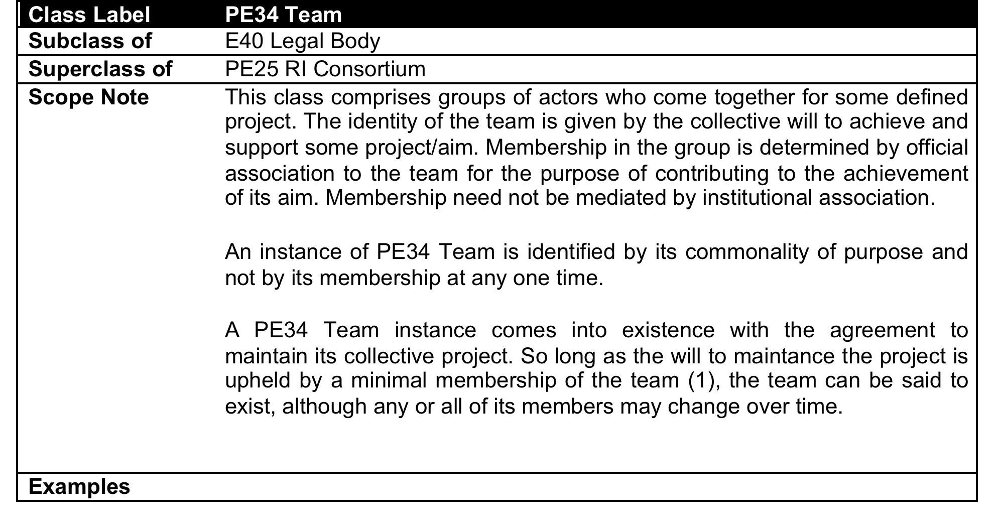 Class Label PE34 Team
Subclass of E40 Legal Body
Superclass of PE25 RI Consortium
Scope Note This class comprises groups of actors who come together for some defined
project. The identity of the team is given by the collective will to achieve and
support some project/aim. Membership in the group is determined by official
association to the team for the purpose of contributing to the achievement
of its aim. Membership need not be mediated by institutional association.
An instance of PE34 Team is identified by its commonality of purpose and
not by its membership at any one time.
A PE34 Team instance comes into existence with the agreement to
maintain its collective project. So long as the will to maintance the project is
upheld by a minimal membership of the team (1), the team can be said to
exist, although any or all of its members may change over time.
Examples